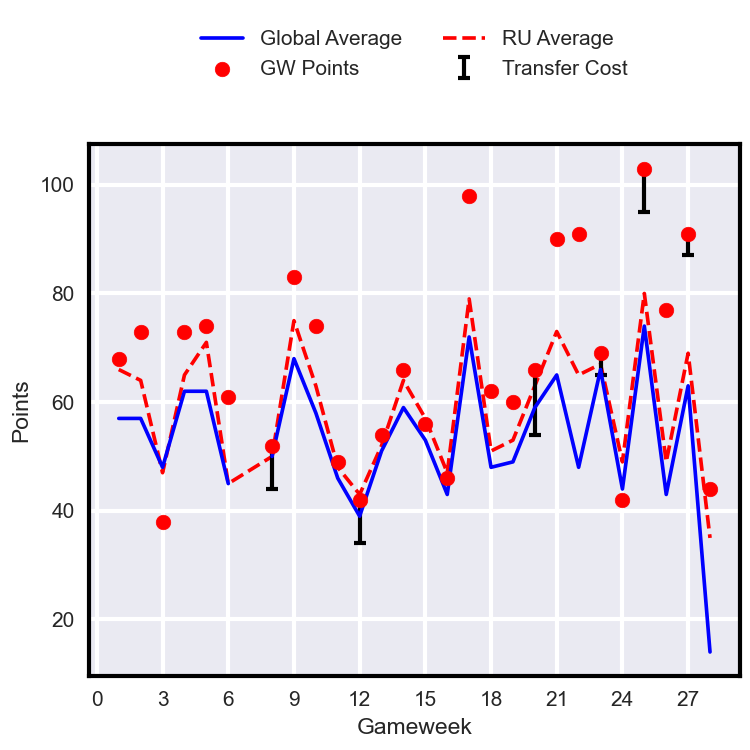 Global Average
RU Average
GW Points
Transfer Cost
100
80
60
40
20
Points
0
3
6
9
12
15
18
21
24
27
Gameweek